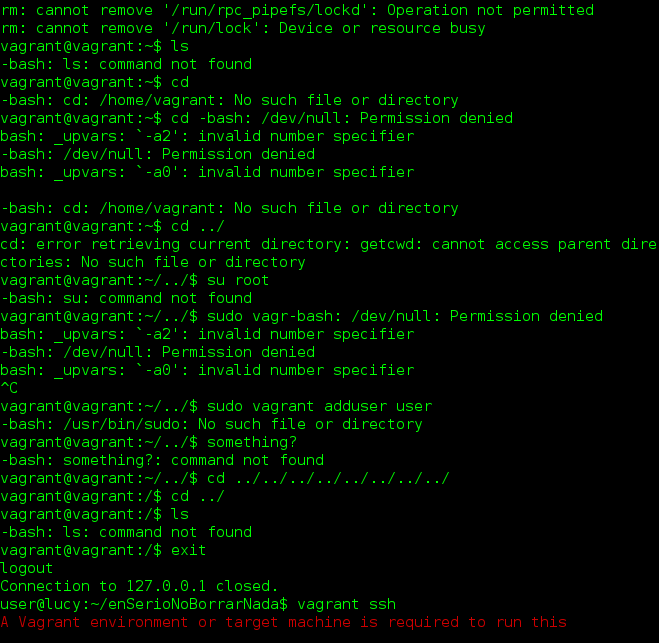 rm: cannot remove '/run/rpc_pipefs/lockd': Operation not permitted
rm: cannot remove '/run/lock': Device or resource busy
vagrant@vagrant:~$ ls
-bash: ls: command not found
vagrant@vagrant:~$ cd
-bash: cd: /home/vagrant: No such file or directory
vagrant@vagrant:~$ cd -bash: /dev/null: Permission denied
bash: _upvars: `-a2': invalid number specifier
-bash: /dev/null: Permission denied
bash: _upvars: `-a0': invalid number specifier

-bash: cd: /home/vagrant: No such file or directory
vagrant@vagrant:~$ cd ../
cd: error retrieving current directory: getcwd: cannot access parent dire
ctories: No such file or directory
vagrant@vagrant:~/../$ su root
-bash: su: command not found
vagrant@vagrant:~/../$ sudo vagr-bash: /dev/null: Permission denied
bash: _upvars: `-a2': invalid number specifier
-bash: /dev/null: Permission denied
bash: _upvars: `-a0': invalid number specifier
^C
vagrant@vagrant:~/../$ sudo vagrant adduser user
-bash: /usr/bin/sudo: No such file or directory
vagrant@vagrant:~/../$ something?
-bash: something?: command not found
vagrant@vagrant:~/../$ cd ../../../../../../../../
vagrant@vagrant:/$ cd ../
vagrant@vagrant:/$ ls
-bash: ls: command not found
vagrant@vagrant:/$ exit
logout
Connection to 127.0.0.1 closed.
user@lucy:~/enSerioNoBorrarNada$ vagrant ssh
A Vagrant environment or target machine is required to run this